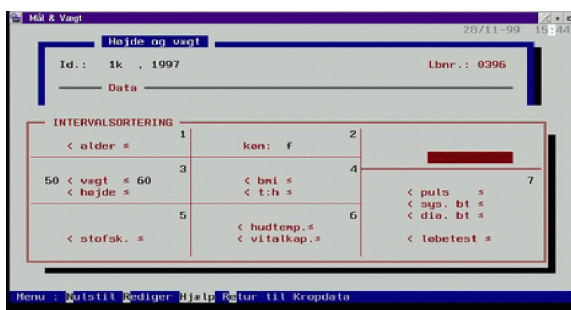 Mål & Vægt
28/11-99 15:44
Højde og vægt
Id.: 1k , 1997 Lbnr.: 0396
Data
INTERVALSORTERING
1 2
< alder ≤ køn: f
3 4 7
50 < vægt ≤ 60 < bmi ≤ < puls ≤
< højde ≤ < t:h ≤ < sys. bt ≤
5 6 < dia. bt ≤
< hudtemp.≤
< stofsk. ≤ < vitalkap.≤ < løbetest ≤
Menu : Nulstil Rediger Hjælp Retur til Kropdata